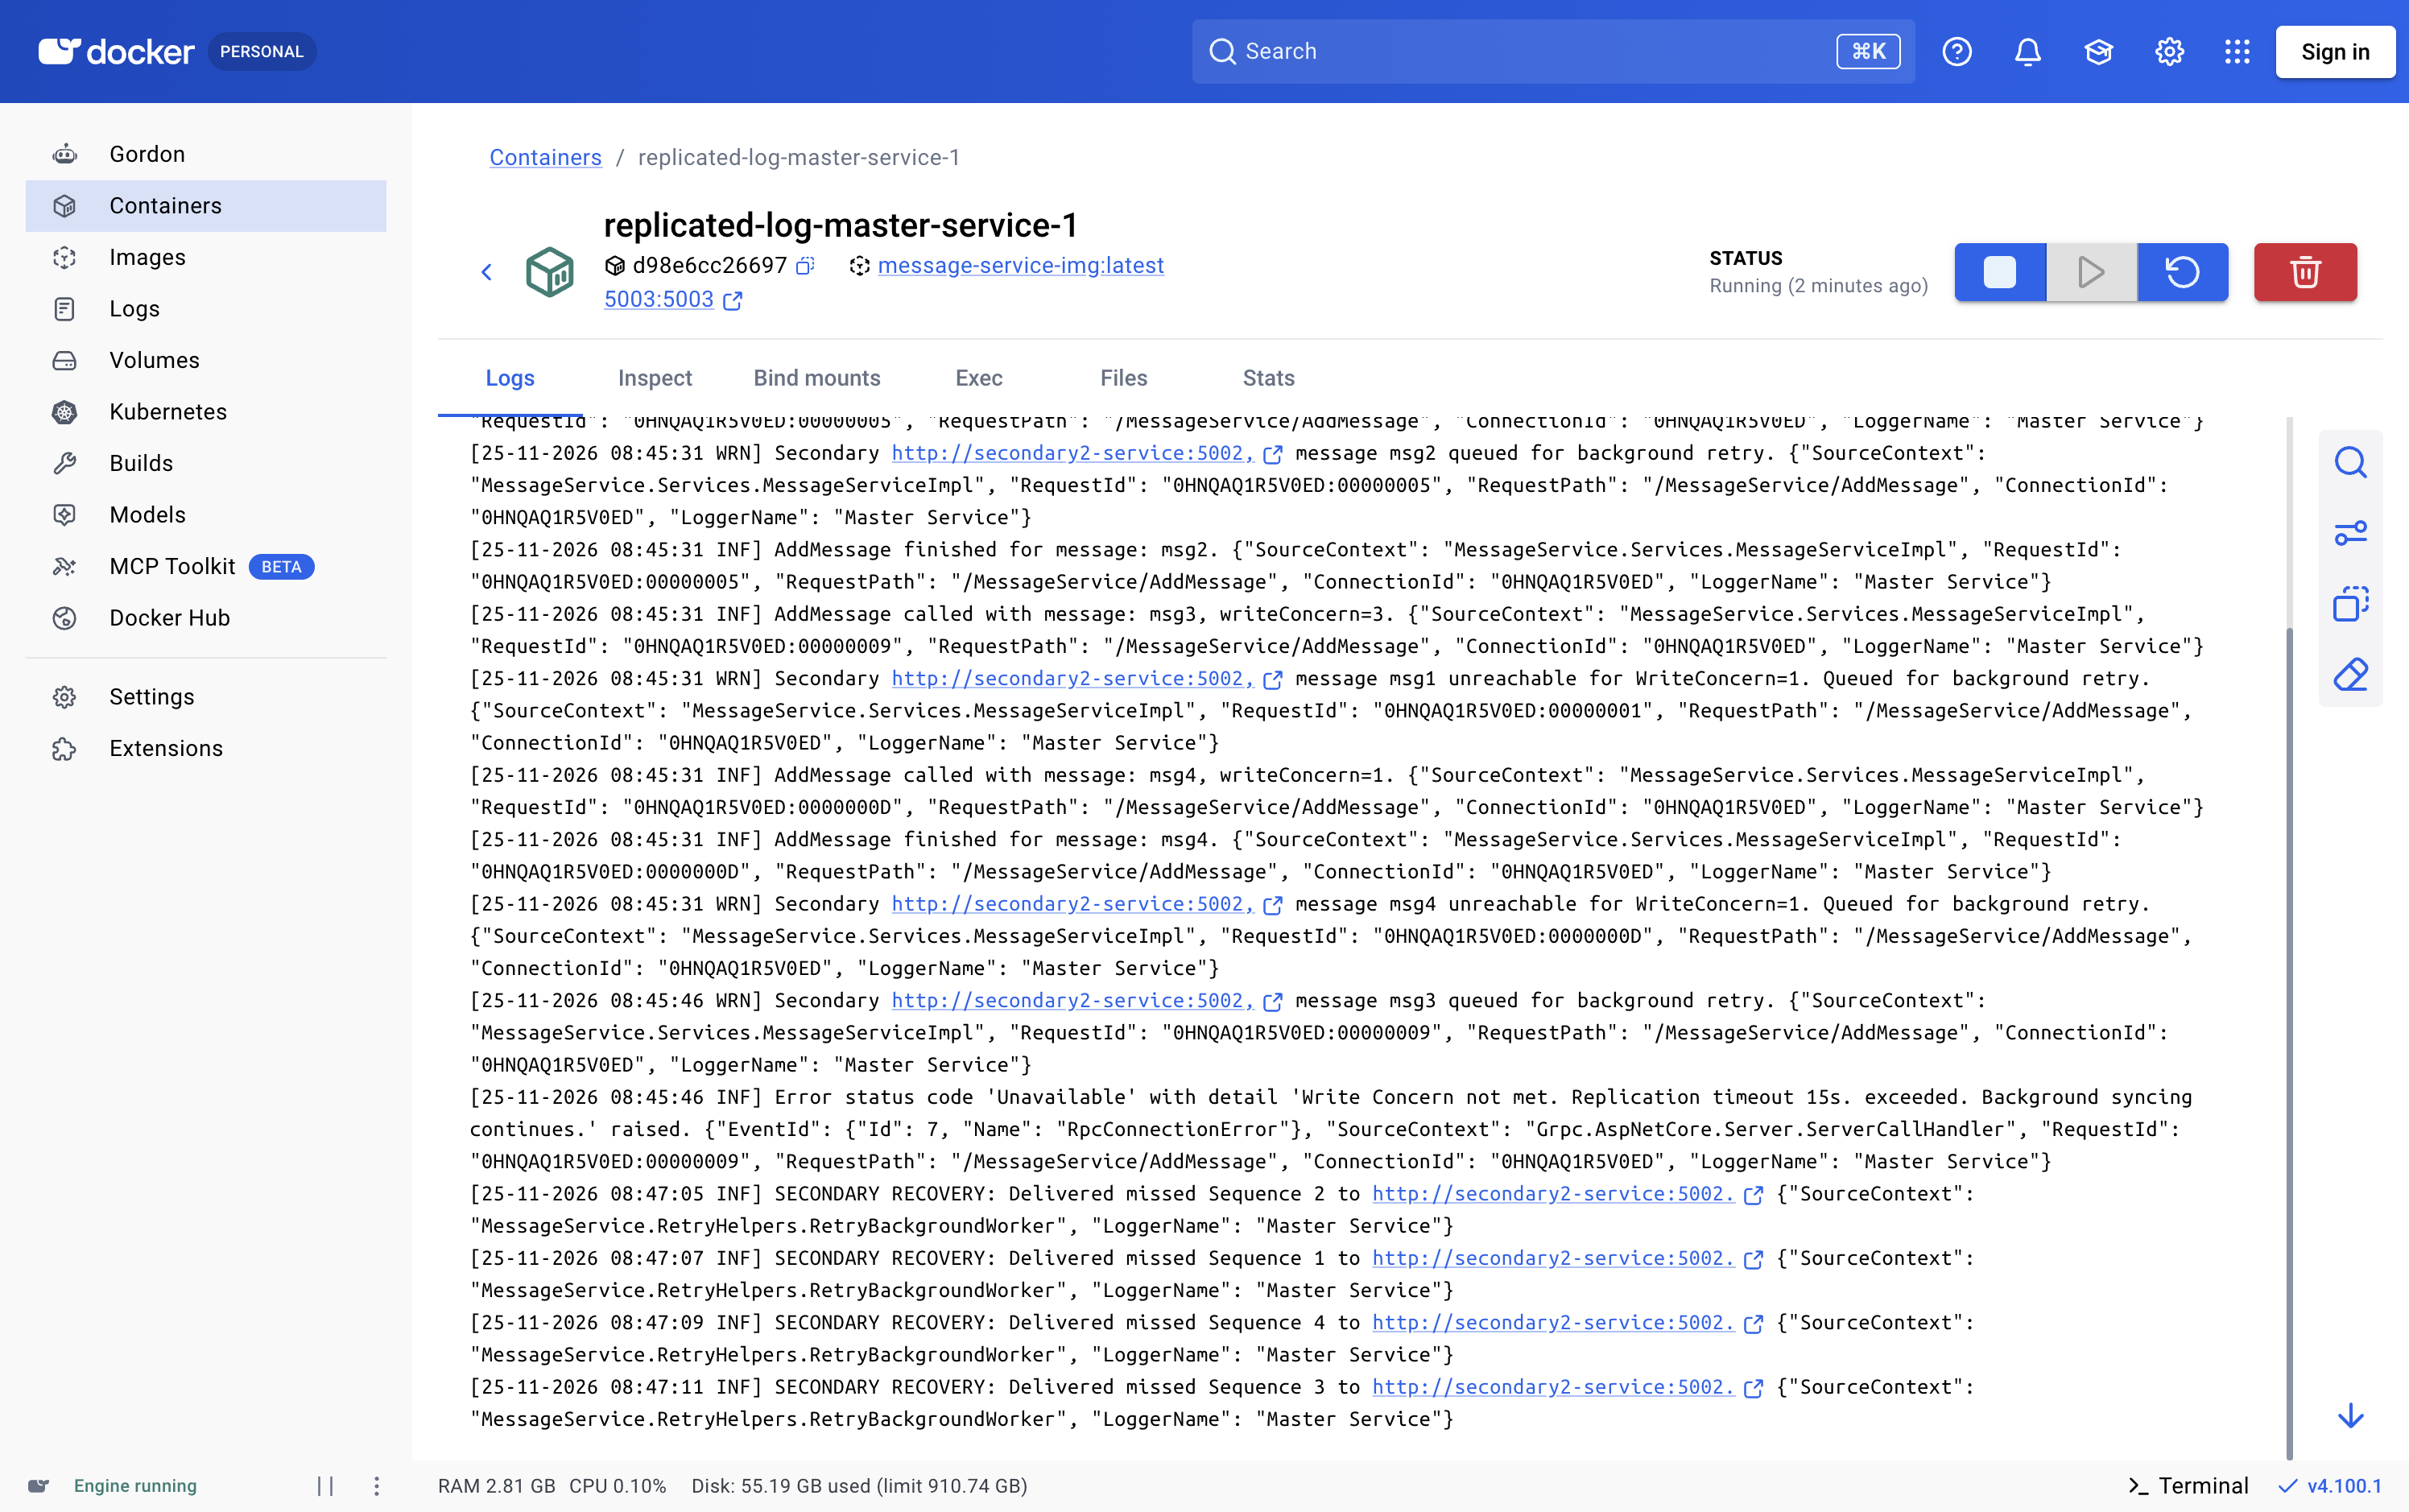 docker PERSONAL
Search ⌘K
Sign in
Gordon
Containers
Images
Logs
Volumes
Kubernetes
Builds
Models
MCP Toolkit BETA
Docker Hub
Settings
Extensions
Containers / replicated-log-master-service-1
replicated-log-master-service-1
d98e6cc26697 message-service-img:latest
5003:5003
STATUS
Running (2 minutes ago)
Logs Inspect Bind mounts Exec Files Stats
"RequestId": "0HNQAQ1R5V0ED:00000005", "RequestPath": "/MessageService/AddMessage", "ConnectionId": "0HNQAQ1R5V0ED", "LoggerName": "Master Service"}
[25-11-2026 08:45:31 WRN] Secondary http://secondary2-service:5002, message msg2 queued for background retry. {"SourceContext":
"MessageService.Services.MessageServiceImpl", "RequestId": "0HNQAQ1R5V0ED:00000005", "RequestPath": "/MessageService/AddMessage", "ConnectionId":
"0HNQAQ1R5V0ED", "LoggerName": "Master Service"}
[25-11-2026 08:45:31 INF] AddMessage finished for message: msg2. {"SourceContext": "MessageService.Services.MessageServiceImpl", "RequestId":
"0HNQAQ1R5V0ED:00000005", "RequestPath": "/MessageService/AddMessage", "ConnectionId": "0HNQAQ1R5V0ED", "LoggerName": "Master Service"}
[25-11-2026 08:45:31 INF] AddMessage called with message: msg3, writeConcern=3. {"SourceContext": "MessageService.Services.MessageServiceImpl",
"RequestId": "0HNQAQ1R5V0ED:00000009", "RequestPath": "/MessageService/AddMessage", "ConnectionId": "0HNQAQ1R5V0ED", "LoggerName": "Master Service"}
[25-11-2026 08:45:31 WRN] Secondary http://secondary2-service:5002, message msg1 unreachable for WriteConcern=1. Queued for background retry.
{"SourceContext": "MessageService.Services.MessageServiceImpl", "RequestId": "0HNQAQ1R5V0ED:00000001", "RequestPath": "/MessageService/AddMessage",
"ConnectionId": "0HNQAQ1R5V0ED", "LoggerName": "Master Service"}
[25-11-2026 08:45:31 INF] AddMessage called with message: msg4, writeConcern=1. {"SourceContext": "MessageService.Services.MessageServiceImpl",
"RequestId": "0HNQAQ1R5V0ED:0000000D", "RequestPath": "/MessageService/AddMessage", "ConnectionId": "0HNQAQ1R5V0ED", "LoggerName": "Master Service"}
[25-11-2026 08:45:31 INF] AddMessage finished for message: msg4. {"SourceContext": "MessageService.Services.MessageServiceImpl", "RequestId":
"0HNQAQ1R5V0ED:0000000D", "RequestPath": "/MessageService/AddMessage", "ConnectionId": "0HNQAQ1R5V0ED", "LoggerName": "Master Service"}
[25-11-2026 08:45:31 WRN] Secondary http://secondary2-service:5002, message msg4 unreachable for WriteConcern=1. Queued for background retry.
{"SourceContext": "MessageService.Services.MessageServiceImpl", "RequestId": "0HNQAQ1R5V0ED:0000000D", "RequestPath": "/MessageService/AddMessage",
"ConnectionId": "0HNQAQ1R5V0ED", "LoggerName": "Master Service"}
[25-11-2026 08:45:46 WRN] Secondary http://secondary2-service:5002, message msg3 queued for background retry. {"SourceContext":
"MessageService.Services.MessageServiceImpl", "RequestId": "0HNQAQ1R5V0ED:00000009", "RequestPath": "/MessageService/AddMessage", "ConnectionId":
"0HNQAQ1R5V0ED", "LoggerName": "Master Service"}
[25-11-2026 08:45:46 INF] Error status code 'Unavailable' with detail 'Write Concern not met. Replication timeout 15s. exceeded. Background syncing
continues.' raised. {"EventId": {"Id": 7, "Name": "RpcConnectionError"}, "SourceContext": "Grpc.AspNetCore.Server.ServerCallHandler", "RequestId":
"0HNQAQ1R5V0ED:00000009", "RequestPath": "/MessageService/AddMessage", "ConnectionId": "0HNQAQ1R5V0ED", "LoggerName": "Master Service"}
[25-11-2026 08:47:05 INF] SECONDARY RECOVERY: Delivered missed Sequence 2 to http://secondary2-service:5002. {"SourceContext":
"MessageService.RetryHelpers.RetryBackgroundWorker", "LoggerName": "Master Service"}
[25-11-2026 08:47:07 INF] SECONDARY RECOVERY: Delivered missed Sequence 1 to http://secondary2-service:5002. {"SourceContext":
"MessageService.RetryHelpers.RetryBackgroundWorker", "LoggerName": "Master Service"}
[25-11-2026 08:47:09 INF] SECONDARY RECOVERY: Delivered missed Sequence 4 to http://secondary2-service:5002. {"SourceContext":
"MessageService.RetryHelpers.RetryBackgroundWorker", "LoggerName": "Master Service"}
[25-11-2026 08:47:11 INF] SECONDARY RECOVERY: Delivered missed Sequence 3 to http://secondary2-service:5002. {"SourceContext":
"MessageService.RetryHelpers.RetryBackgroundWorker", "LoggerName": "Master Service"}
Engine running
RAM 2.81 GB CPU 0.10% Disk: 55.19 GB used (limit 910.74 GB)
Terminal
v4.100.1